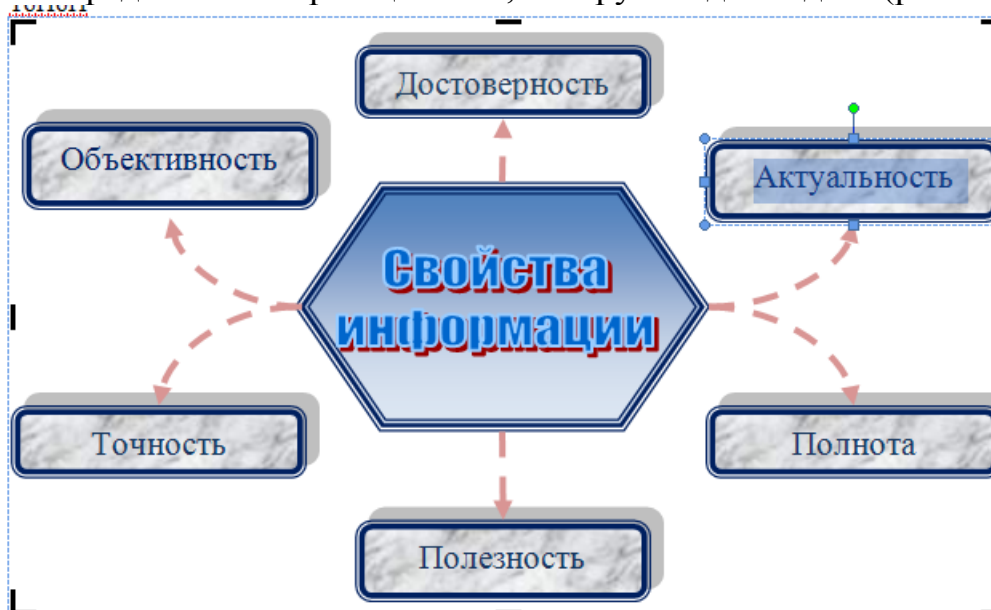 Достоверность
Объективность
Актуальность
Свойства
информации
Точность
Полнота
Полезность